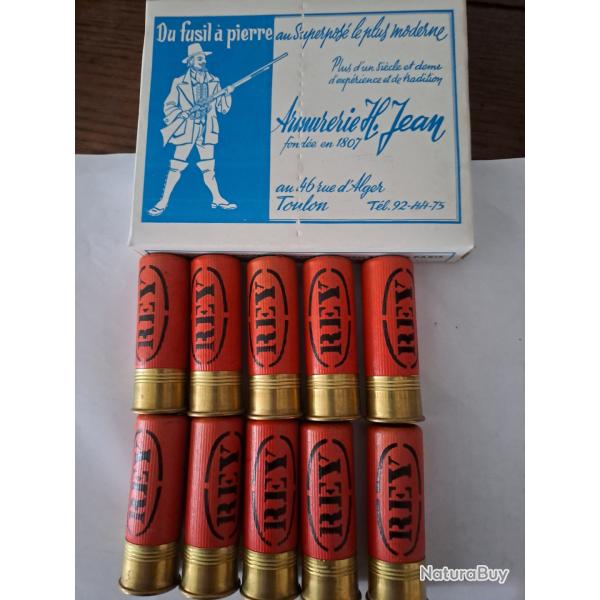 Du fusil à pierre au Superposé le plus moderne
Plus d'un siècle et demi
d'expérience et de tradition
Armurerie H. Jean
fondée en 1807
au 46 rue d'Alger
Toulon Tél. 92-44-75
PARIS
REY REY REY REY REY
REY REY REY REY REY
NaturaBuy